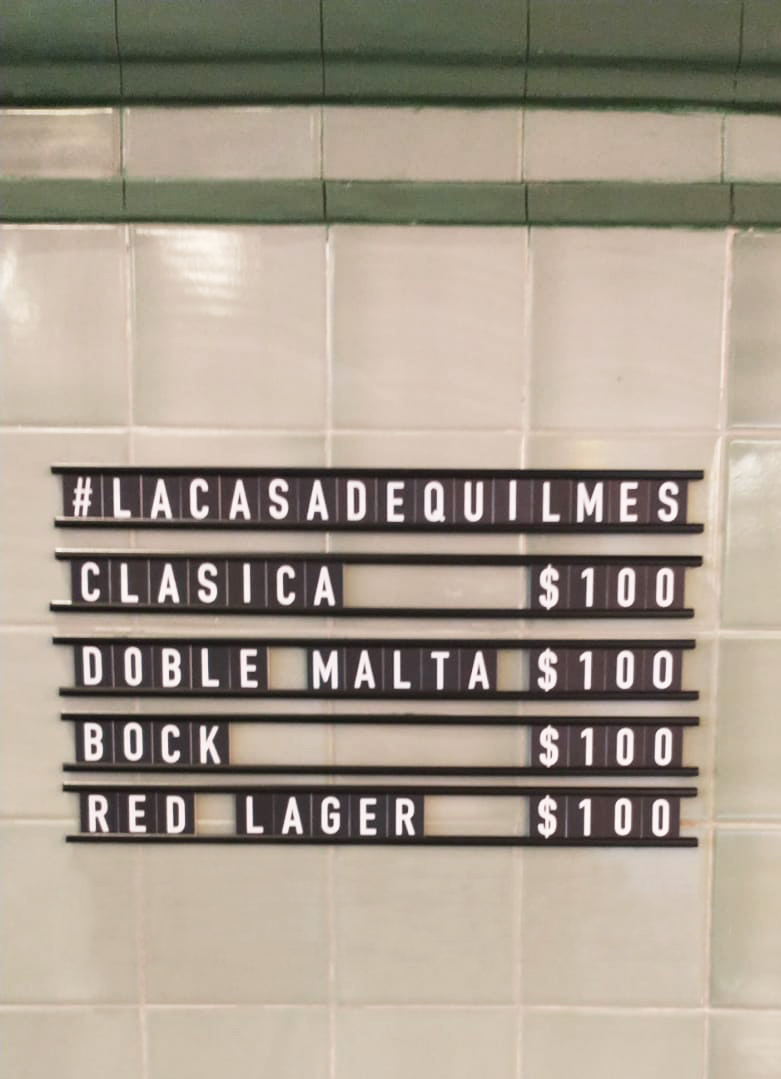 #LACASADEQUILMES
CLASICA $100
DOBLE MALTA $100
BOCK $100
RED LAGER $100